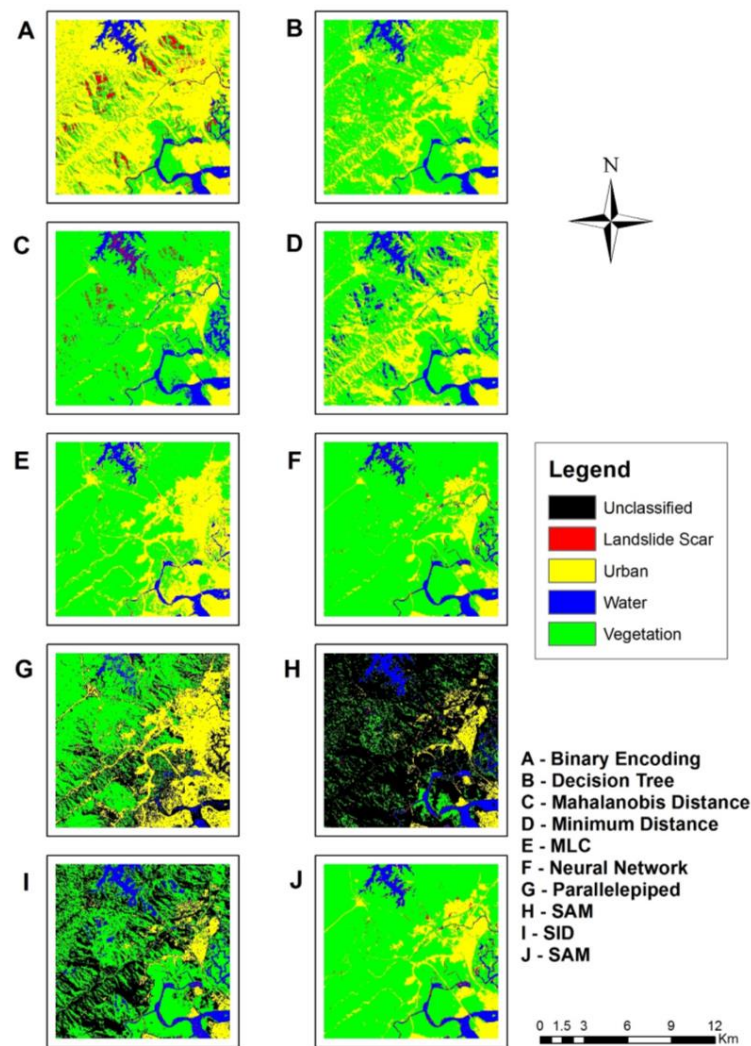 A
B
N
C
D
E
F
Legend
Unclassified
Landslide Scar
Urban
Water
Vegetation
G
H
A - Binary Encoding
B - Decision Tree
C - Mahalanobis Distance
D - Minimum Distance
E - MLC
F - Neural Network
G - Parallelepiped
H - SAM
I - SID
J - SAM
I
J
0 1.5 3 6 9 12
Km